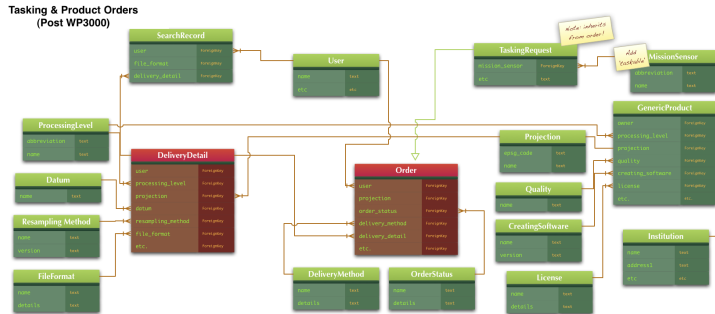 Tasking & Product Orders
(Post WP3000)
SearchRecord
user foreignKey
file_format foreignKey
delivery_detail foreignKey
User
name text
etc etc
TaskingRequest
mission_sensor foreignKey
etc text
Note: inherits
from order!
Add
MissionSensor
abbreviation text
name text
GenericProduct
owner foreignKey
processing_level foreignKey
projection foreignKey
quality foreignKey
creating_software foreignKey
license foreignKey
etc. foreignKey
ProcessingLevel
abbreviation text
name text
DeliveryDetail
user foreignKey
processing_level foreignKey
projection foreignKey
datum foreignKey
resampling_method foreignKey
file_format foreignKey
etc. foreignKey
Order
user foreignKey
projection foreignKey
order_status foreignKey
delivery_method foreignKey
delivery_detail foreignKey
etc. foreignKey
Projection
epsg_code text
name text
Datum
name text
Quality
name text
Resampling Method
name text
version text
CreatingSoftware
name text
version text
Institution
name text
address1 text
etc etc
FileFormat
name text
details text
DeliveryMethod
name text
details text
OrderStatus
name text
details text
License
name text
details text